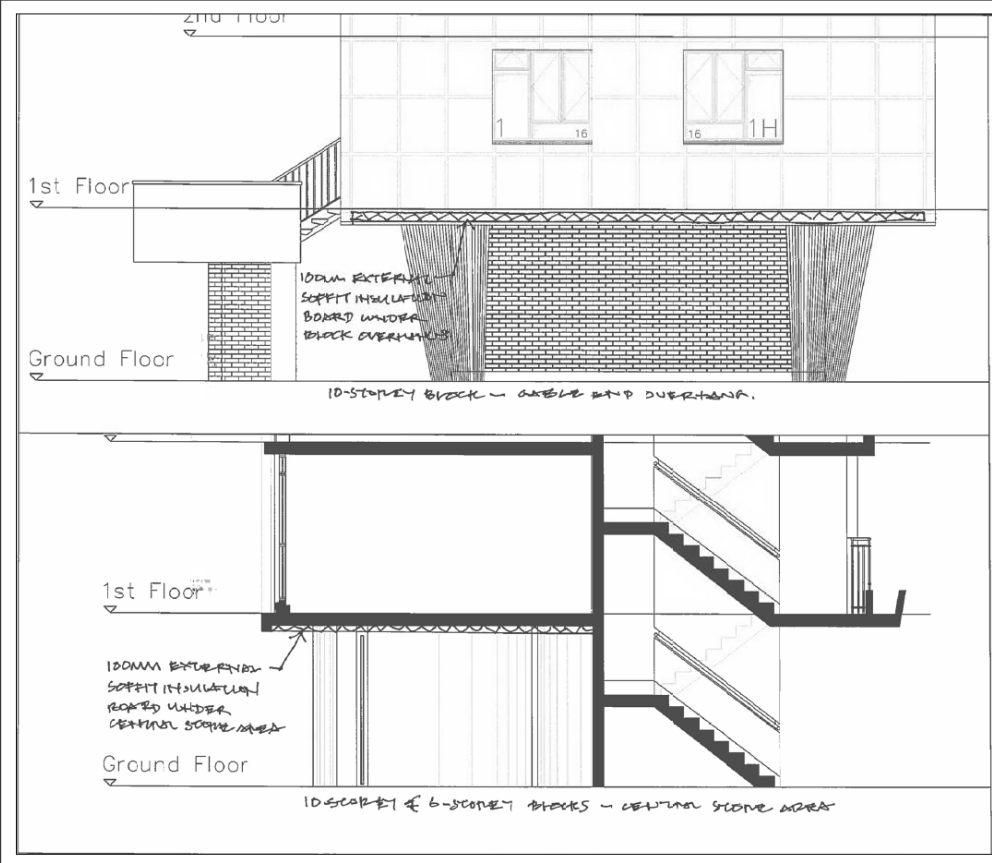 2nd Floor
1 16
16 1H
1st Floor
100MM EXTERNAL
SOFFIT INSULATION
BOARD UNDER
BLOCK OVERHANG
Ground Floor
10-STOREY BLOCK - GABLE END OVERHANG.
1st Floor
100MM EXTERNAL
SOFFIT INSULATION
BOARD UNDER
CENTRAL STORE AREA
Ground Floor
10 STOREY & 6-STOREY BLOCKS - CENTRAL STORE AREA